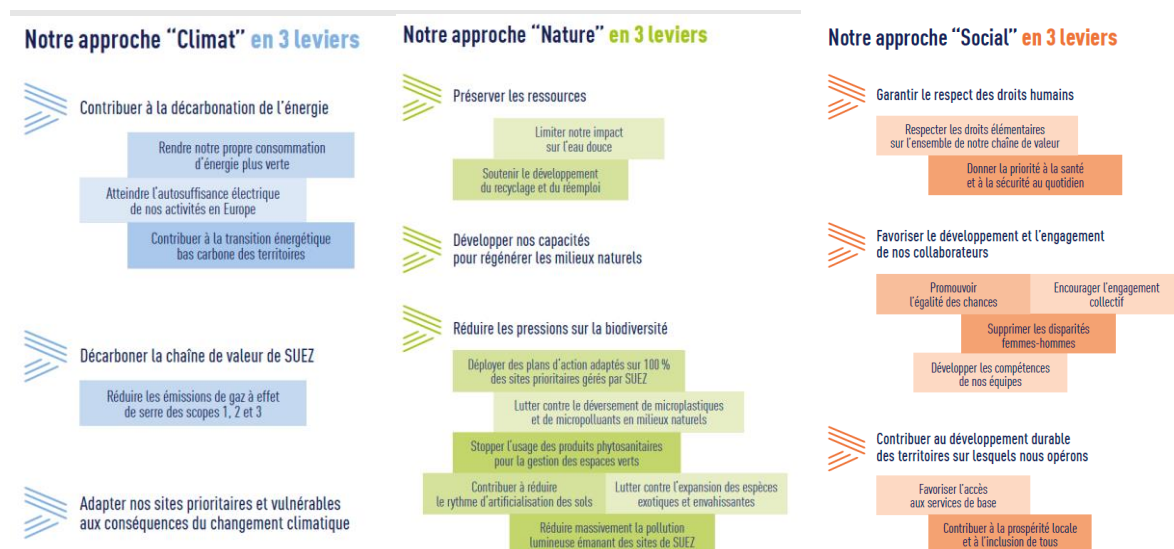 Notre approche “Climat” en 3 leviers
Contribuer à la décarbonation de l’énergie
Rendre notre propre consommation
d’énergie plus verte
Atteindre l’autosuffisance électrique
de nos activités en Europe
Contribuer à la transition énergétique
bas carbone des territoires
Décarboner la chaîne de valeur de SUEZ
Réduire les émissions de gaz à effet
de serre des scopes 1, 2 et 3
Adapter nos sites prioritaires et vulnérables
aux conséquences du changement climatique
Notre approche “Nature” en 3 leviers
Préserver les ressources
Limiter notre impact
sur l’eau douce
Soutenir le développement
du recyclage et du réemploi
Développer nos capacités
pour régénérer les milieux naturels
Réduire les pressions sur la biodiversité
Déployer des plans d’action adaptés sur 100 %
des sites prioritaires gérés par SUEZ
Lutter contre le déversement de microplastiques
et de micropolluants en milieux naturels
Stopper l’usage des produits phytosanitaires
pour la gestion des espaces verts
Contribuer à réduire
le rythme d’artificialisation des sols
Lutter contre l’expansion des espèces
exotiques et envahissantes
Réduire massivement la pollution
lumineuse émanant des sites de SUEZ
Notre approche “Social” en 3 leviers
Garantir le respect des droits humains
Respecter les droits élémentaires
sur l’ensemble de notre chaîne de valeur
Donner la priorité à la santé
et à la sécurité au quotidien
Favoriser le développement et l’engagement
de nos collaborateurs
Promouvoir
l’égalité des chances
Encourager l’engagement
collectif
Supprimer les disparités
femmes-hommes
Développer les compétences
de nos équipes
Contribuer au développement durable
des territoires sur lesquels nous opérons
Favoriser l’accès
aux services de base
Contribuer à la prospérité locale
et à l’inclusion de tous